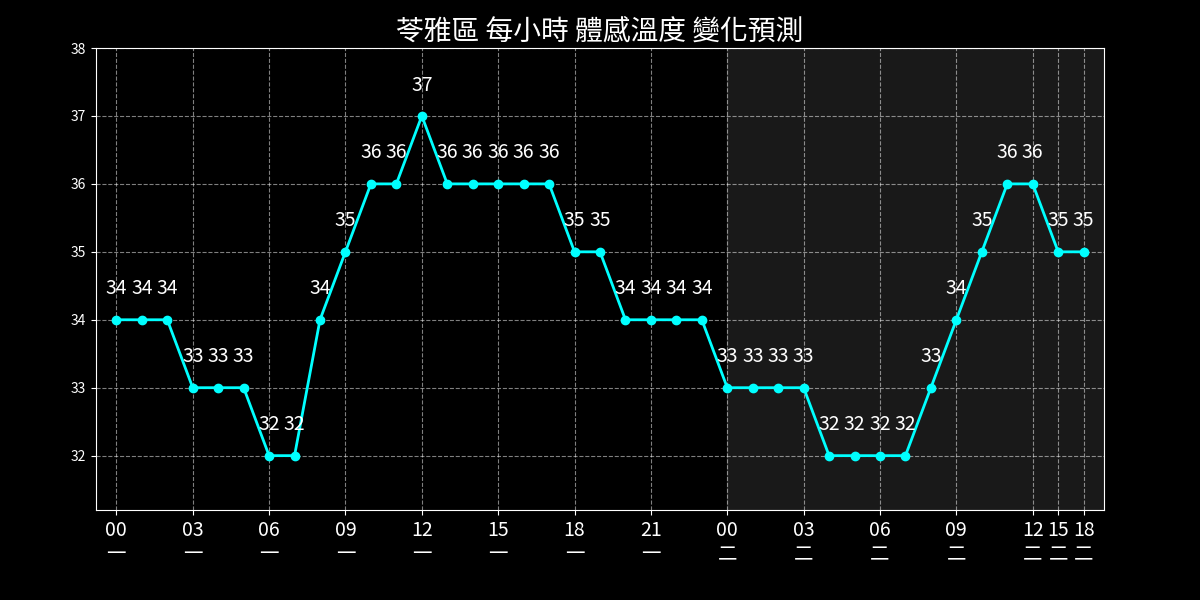 苓雅區 每小時 體感溫度 變化預測
38
37
36
35
34
33
32
37
36 36 36 36 36 36 36 36 36
35 35 35 35 35 35
34 34 34 34 34 34 34 34 34
33 33 33 33 33 33 33 33
32 32 32 32 32 32
00 03 06 09 12 15 18 21 00 03 06 09 12 15 18
一 一 一 一 一 一 一 一 二 二 二 二 二 二 二